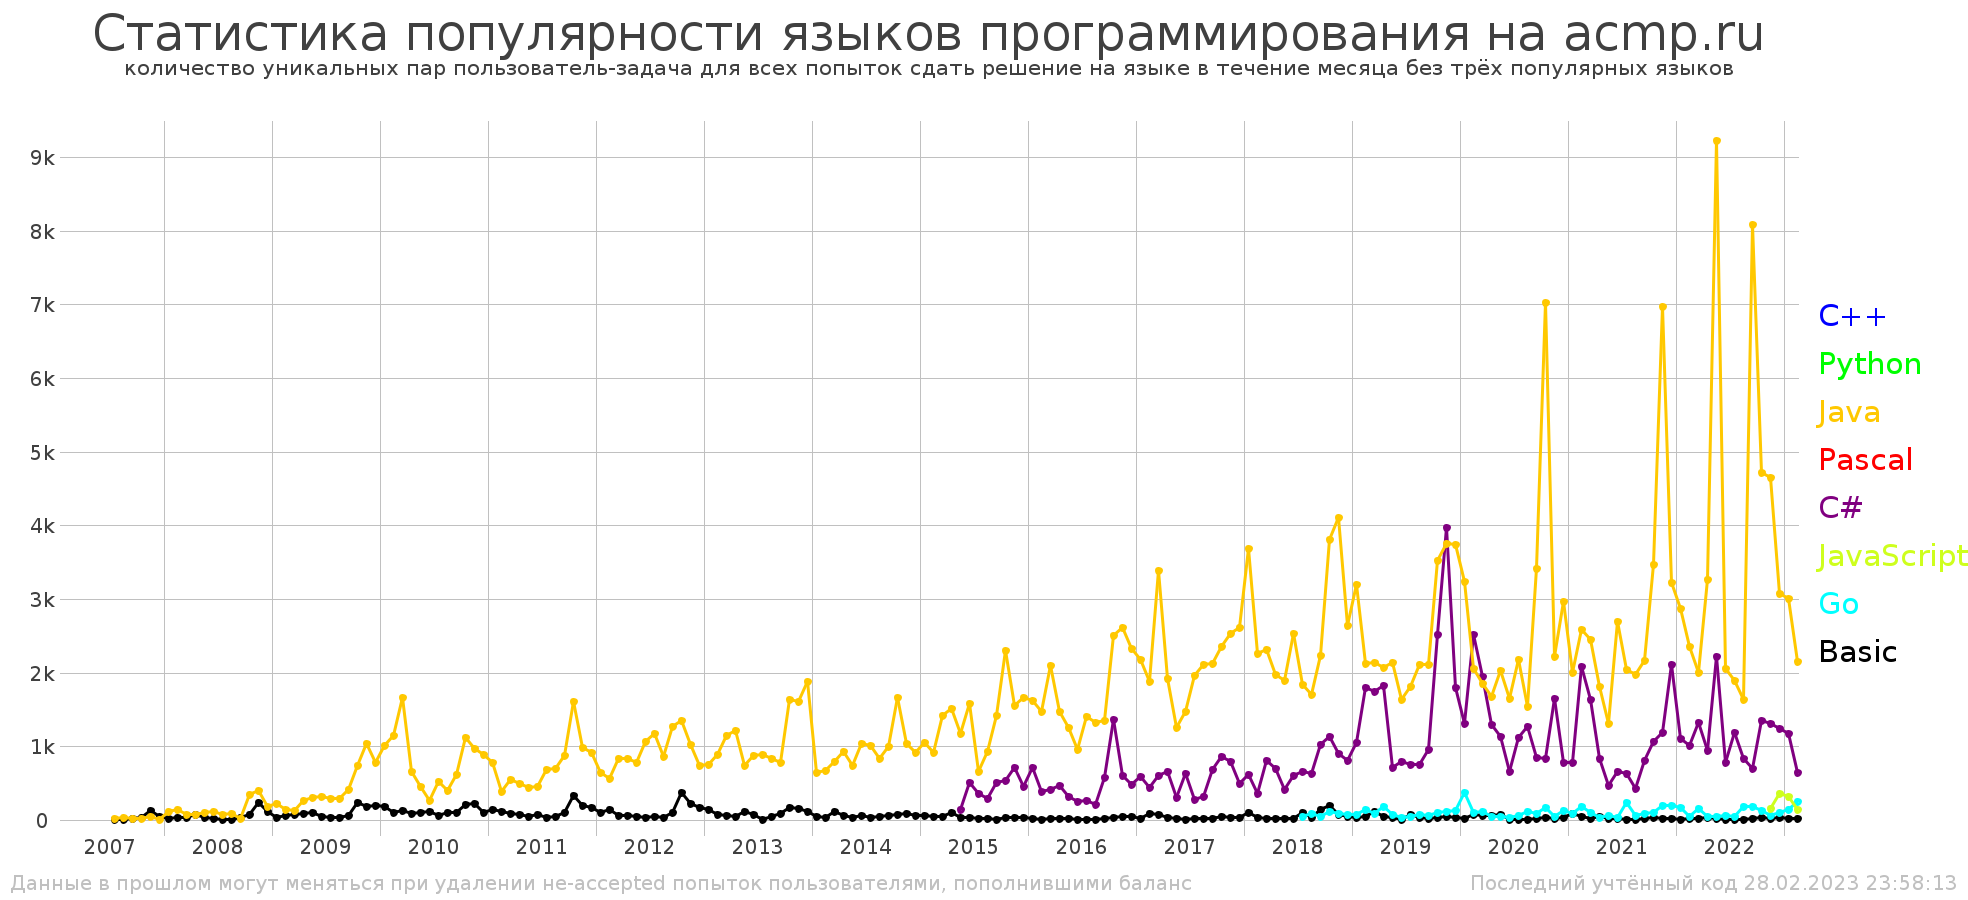 Статистика популярности языков программирования на acmp.ru
количество уникальных пар пользователь-задача для всех попыток сдать решение на языке в течение месяца без трёх популярных языков
9k
8k
7k
6k
5k
4k
3k
2k
1k
0
C++
Python
Java
Pascal
C#
JavaScript
Go
Basic
2007 2008 2009 2010 2011 2012 2013 2014 2015 2016 2017 2018 2019 2020 2021 2022
Данные в прошлом могут меняться при удалении не-accepted попыток пользователями, пополнившими баланс
Последний учтённый код 28.02.2023 23:58:13